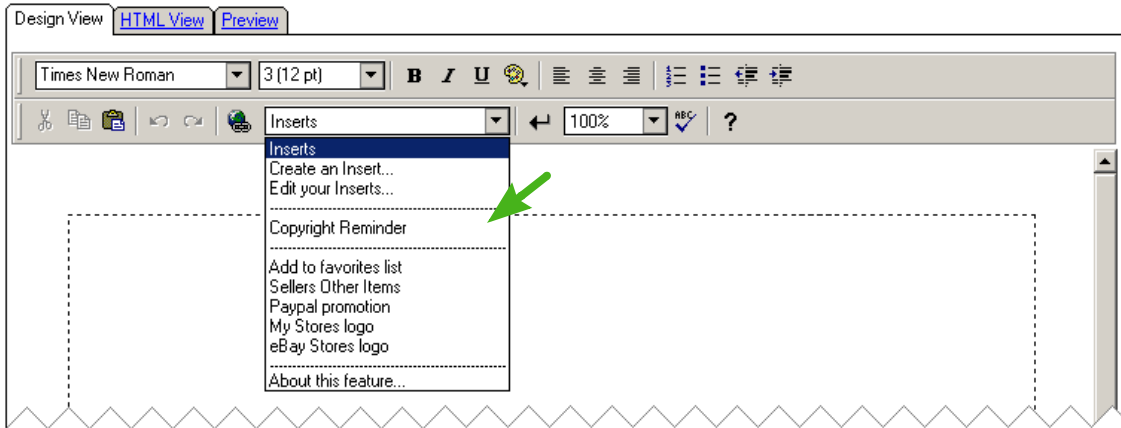 Design View HTML View Preview
Times New Roman 3 (12 pt) B I U
Inserts 100% ABC ?
Inserts
Create an Insert...
Edit your Inserts...
Copyright Reminder
Add to favorites list
Sellers Other Items
Paypal promotion
My Stores logo
eBay Stores logo
About this feature...